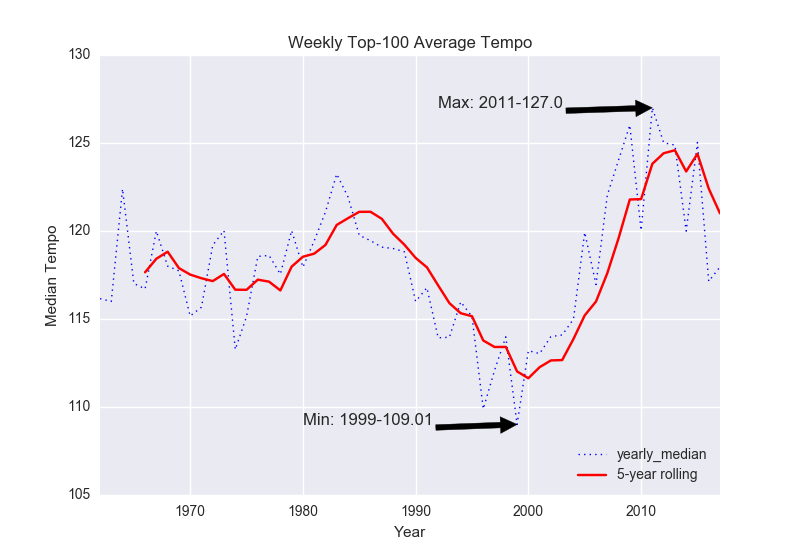 Weekly Top-100 Average Tempo
130
125
120
115
110
105
Median Tempo
Max: 2011-127.0
Min: 1999-109.01
yearly_median
5-year rolling
1970
1980
1990
2000
2010
Year